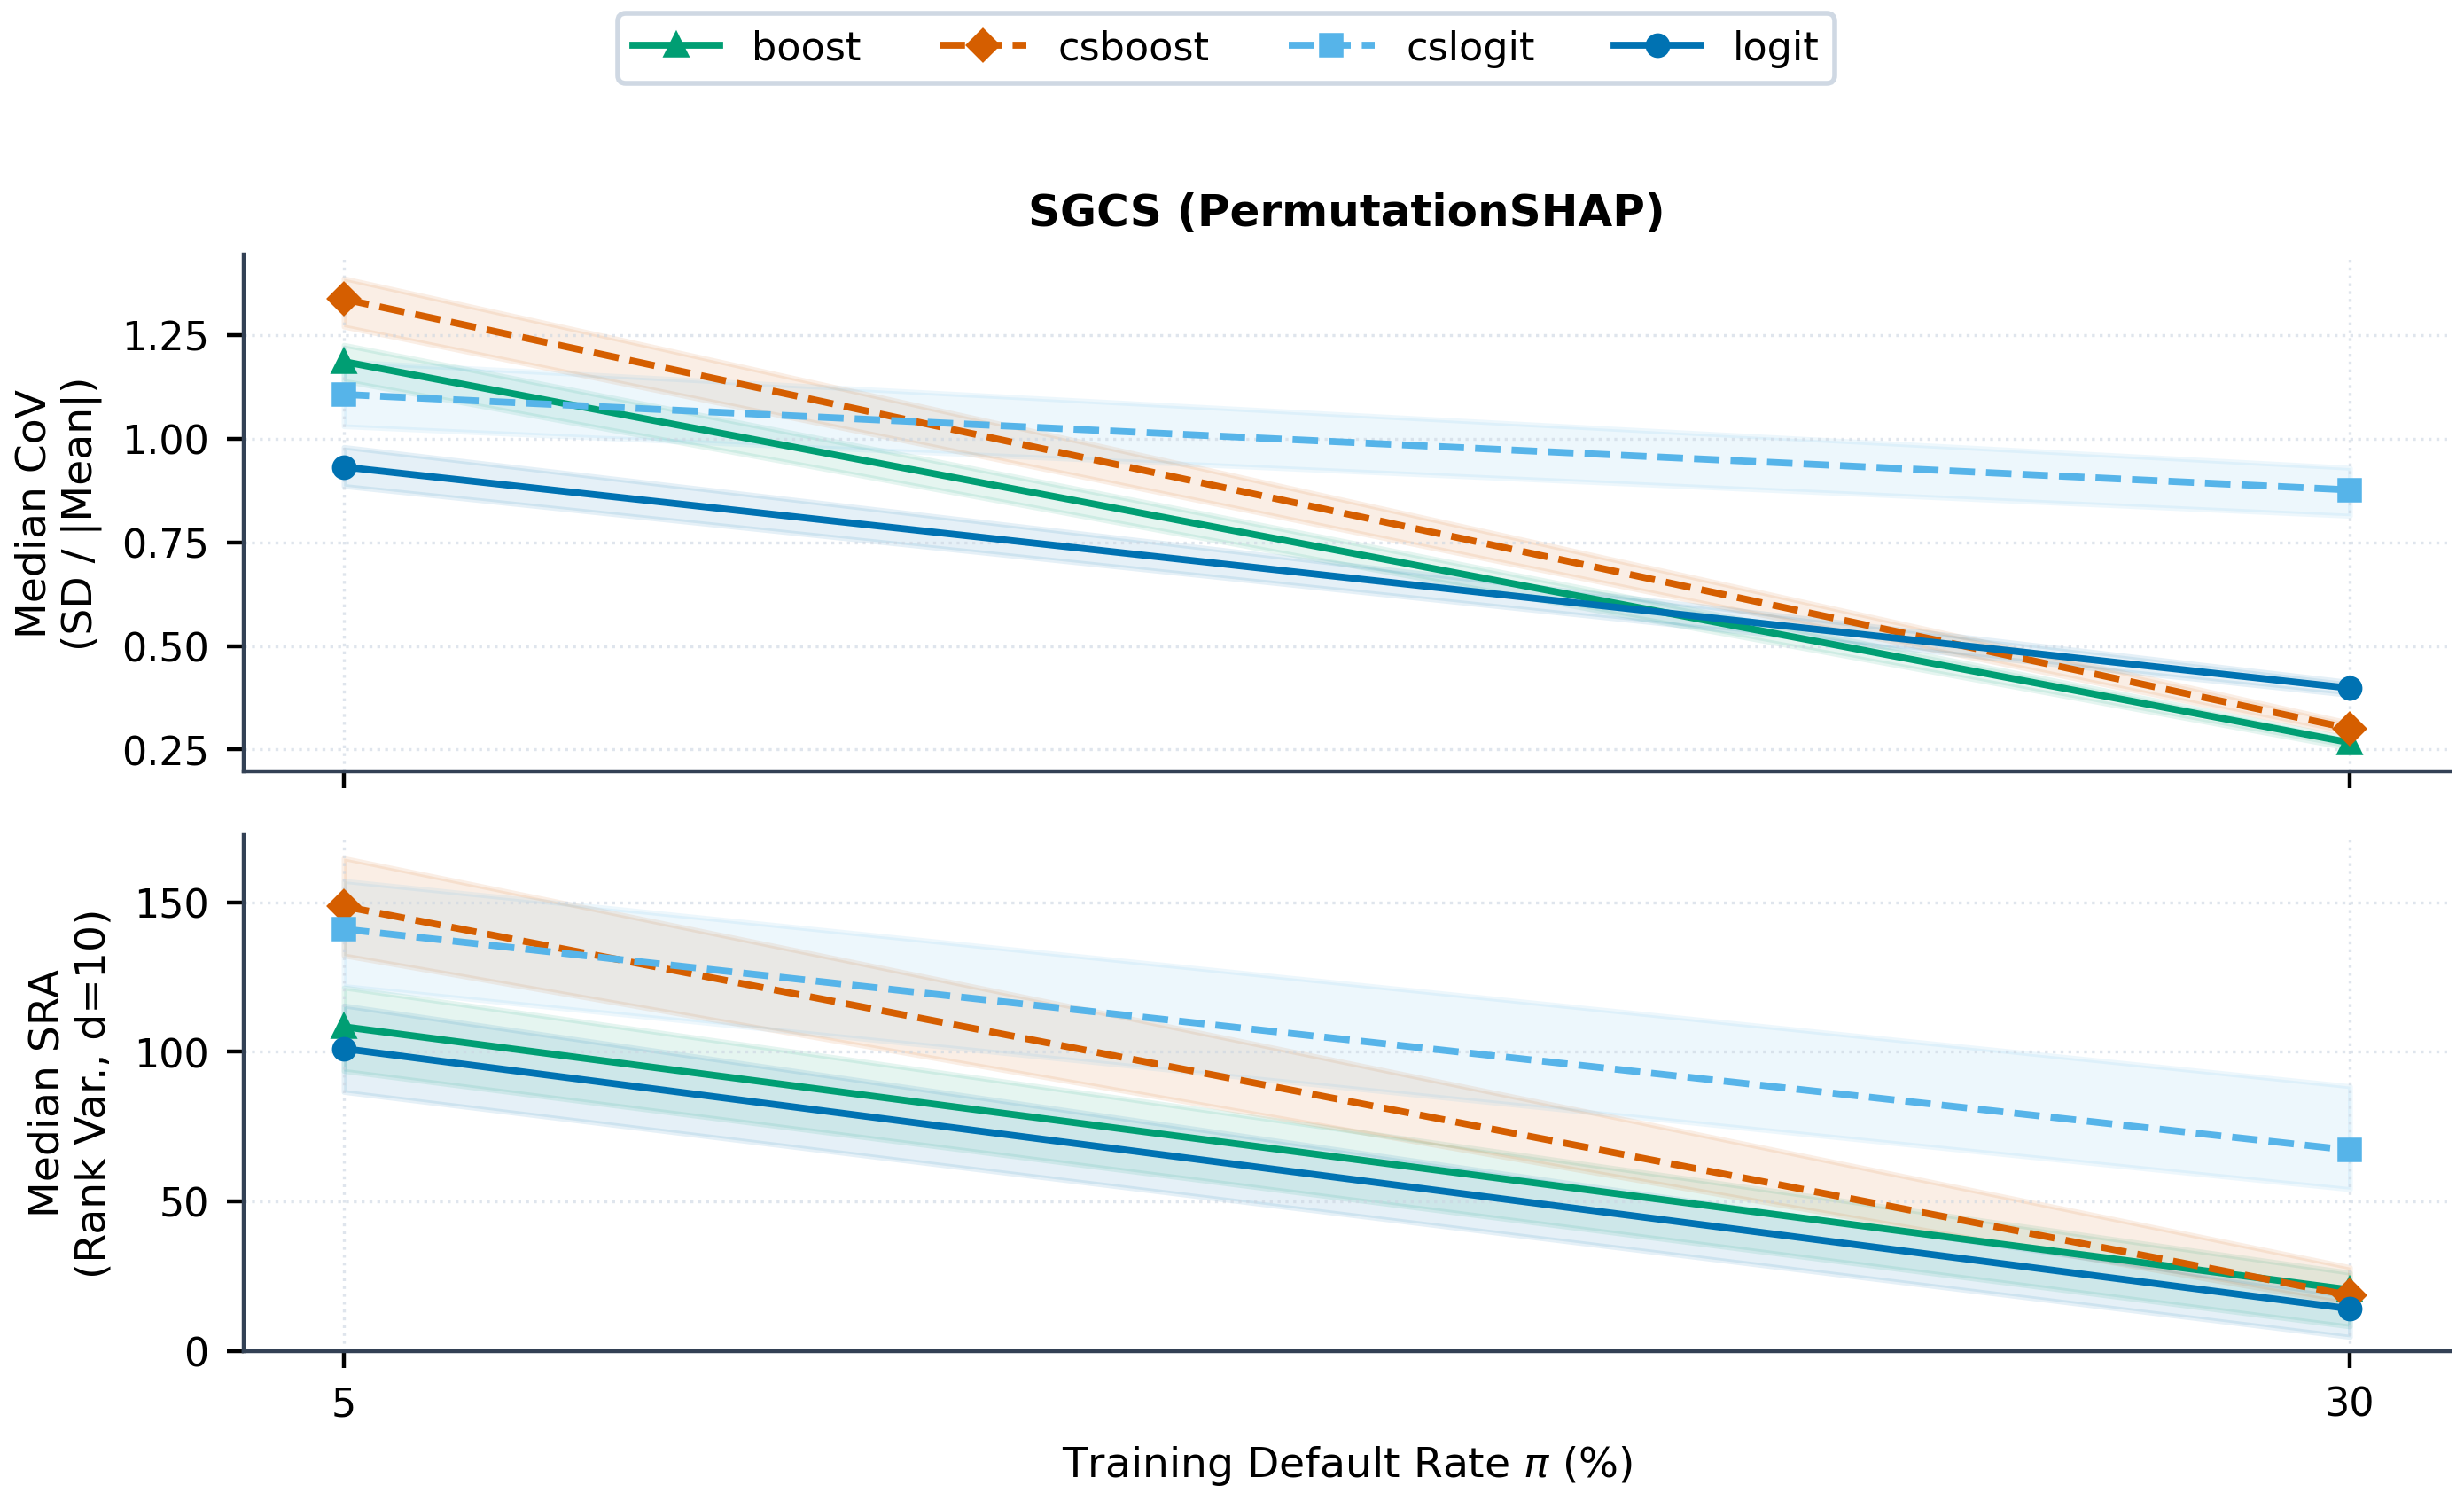 boost csboost cslogit logit
SGCS (PermutationSHAP)
Median CoV
(SD / |Mean|)
1.25
1.00
0.75
0.50
0.25
Median SRA
(Rank Var., d=10)
150
100
50
0
5 30
Training Default Rate π (%)